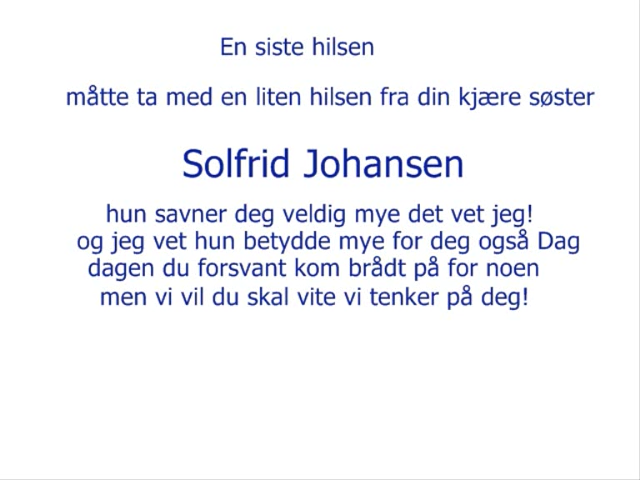 En siste hilsen
måtte ta med en liten hilsen fra din kjære søster
Solfrid Johansen
hun savner deg veldig mye det vet jeg!
og jeg vet hun betydde mye for deg også Dag
dagen du forsvant kom brådt på for noen
men vi vil du skal vite vi tenker på deg!